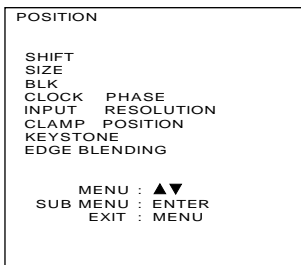 POSITION
SHIFT
SIZE
BLK
CLOCK PHASE
INPUT RESOLUTION
CLAMP POSITION
KEYSTONE
EDGE BLENDING
MENU : ▲▼
SUB MENU : ENTER
EXIT : MENU